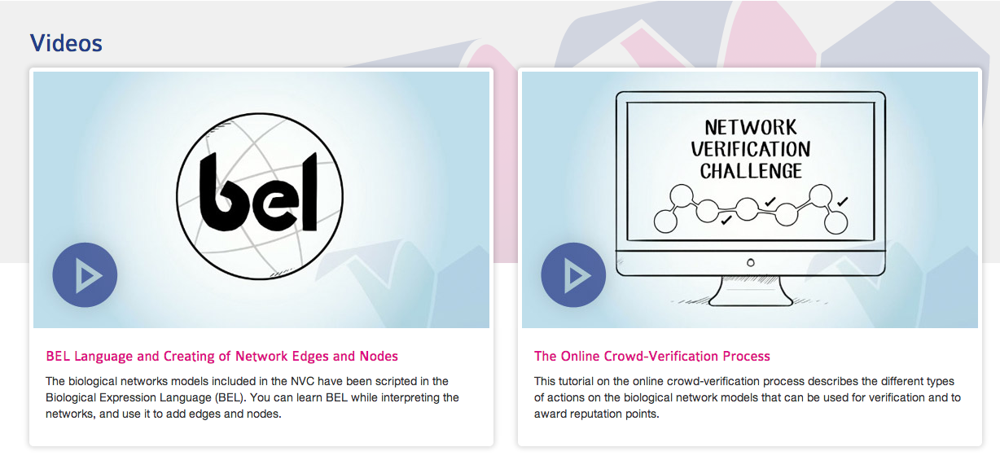 Videos
bel
NETWORK
VERIFICATION
CHALLENGE
BEL Language and Creating of Network Edges and Nodes
The biological networks models included in the NVC have been scripted in the
Biological Expression Language (BEL). You can learn BEL while interpreting the
networks, and use it to add edges and nodes.
The Online Crowd-Verification Process
This tutorial on the online crowd-verification process describes the different types
of actions on the biological network models that can be used for verification and to
award reputation points.